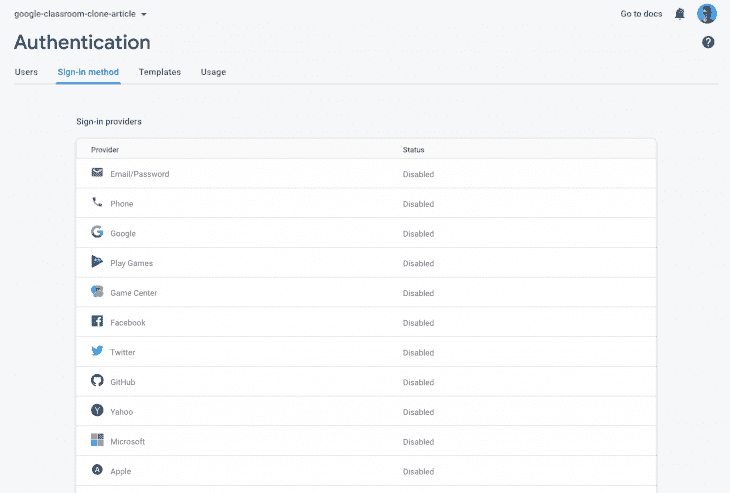 google-classroom-clone-article
Go to docs
Authentication
Users Sign-in method Templates Usage
Sign-in providers
Provider Status
Email/Password Disabled
Phone Disabled
Google Disabled
Play Games Disabled
Game Center Disabled
Facebook Disabled
Twitter Disabled
GitHub Disabled
Yahoo Disabled
Microsoft Disabled
Apple Disabled